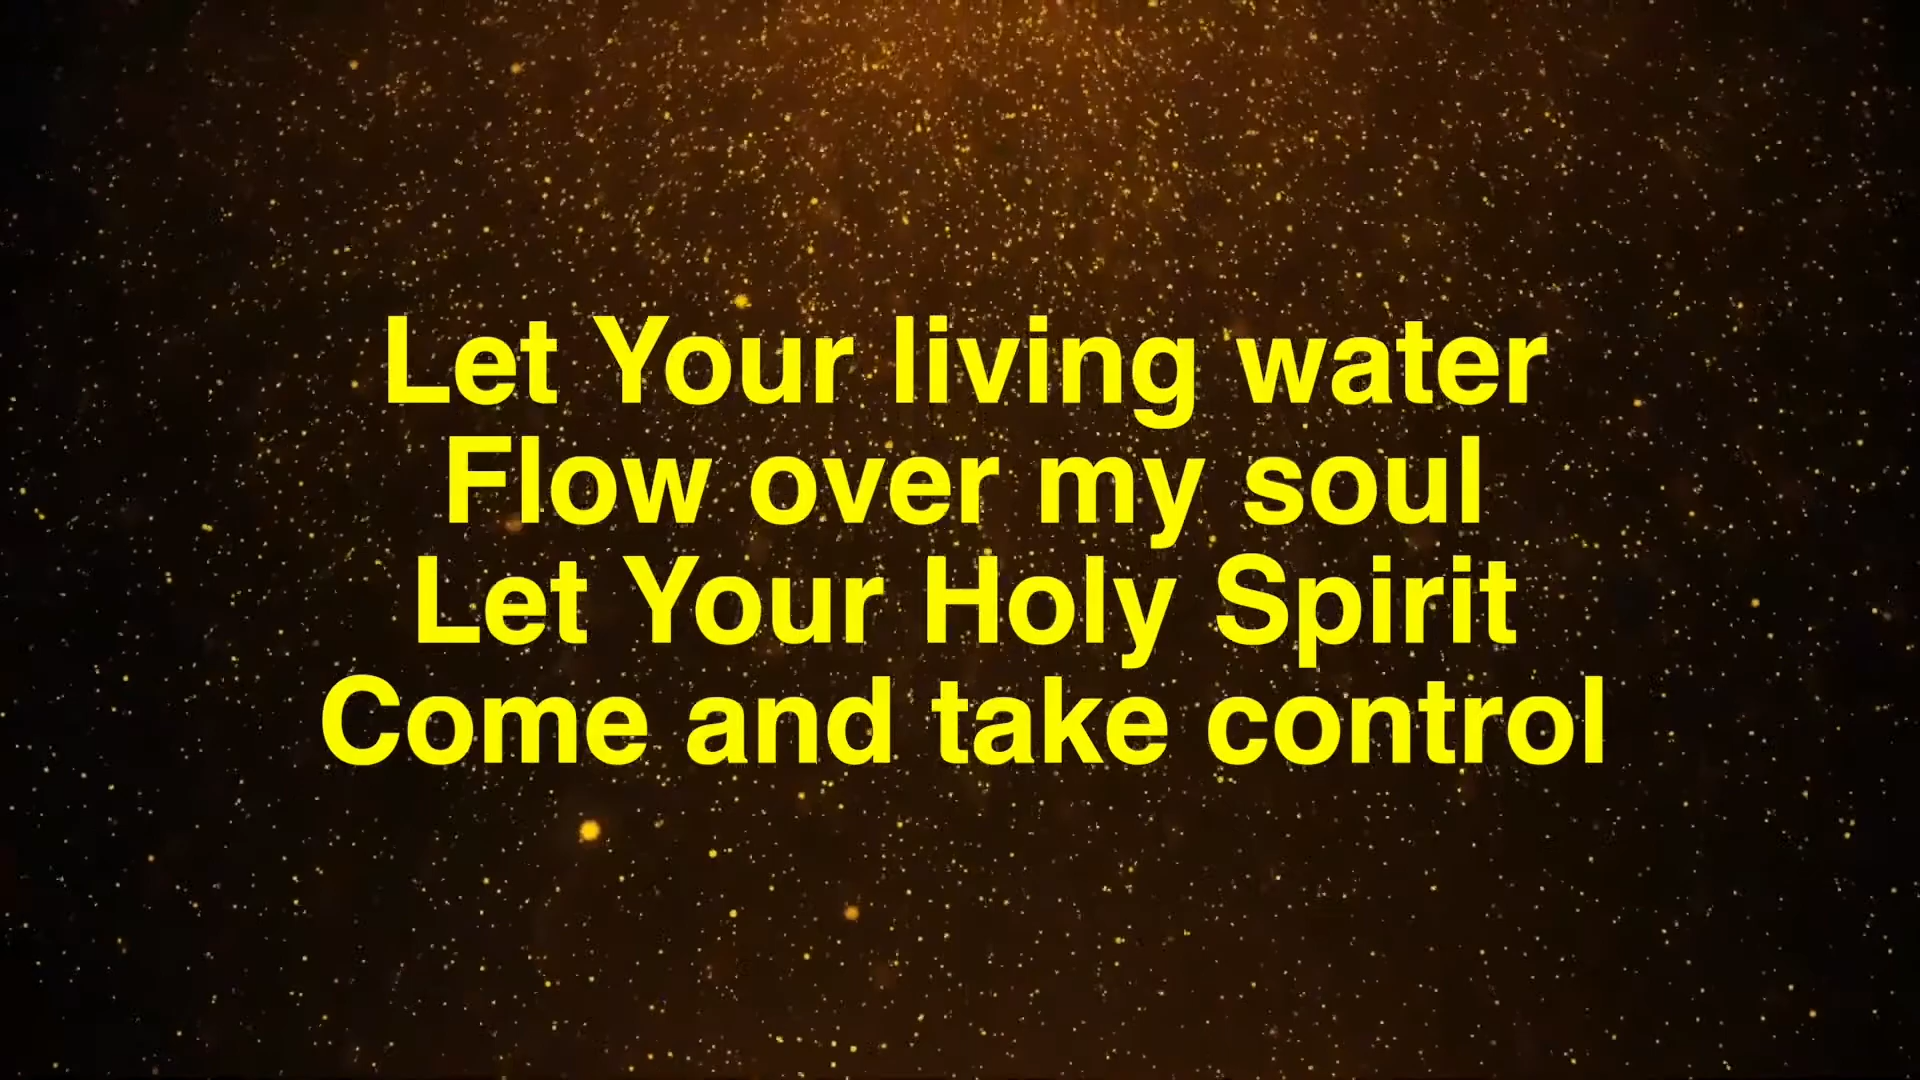 Let Your living water
Flow over my soul
Let Your Holy Spirit
Come and take control